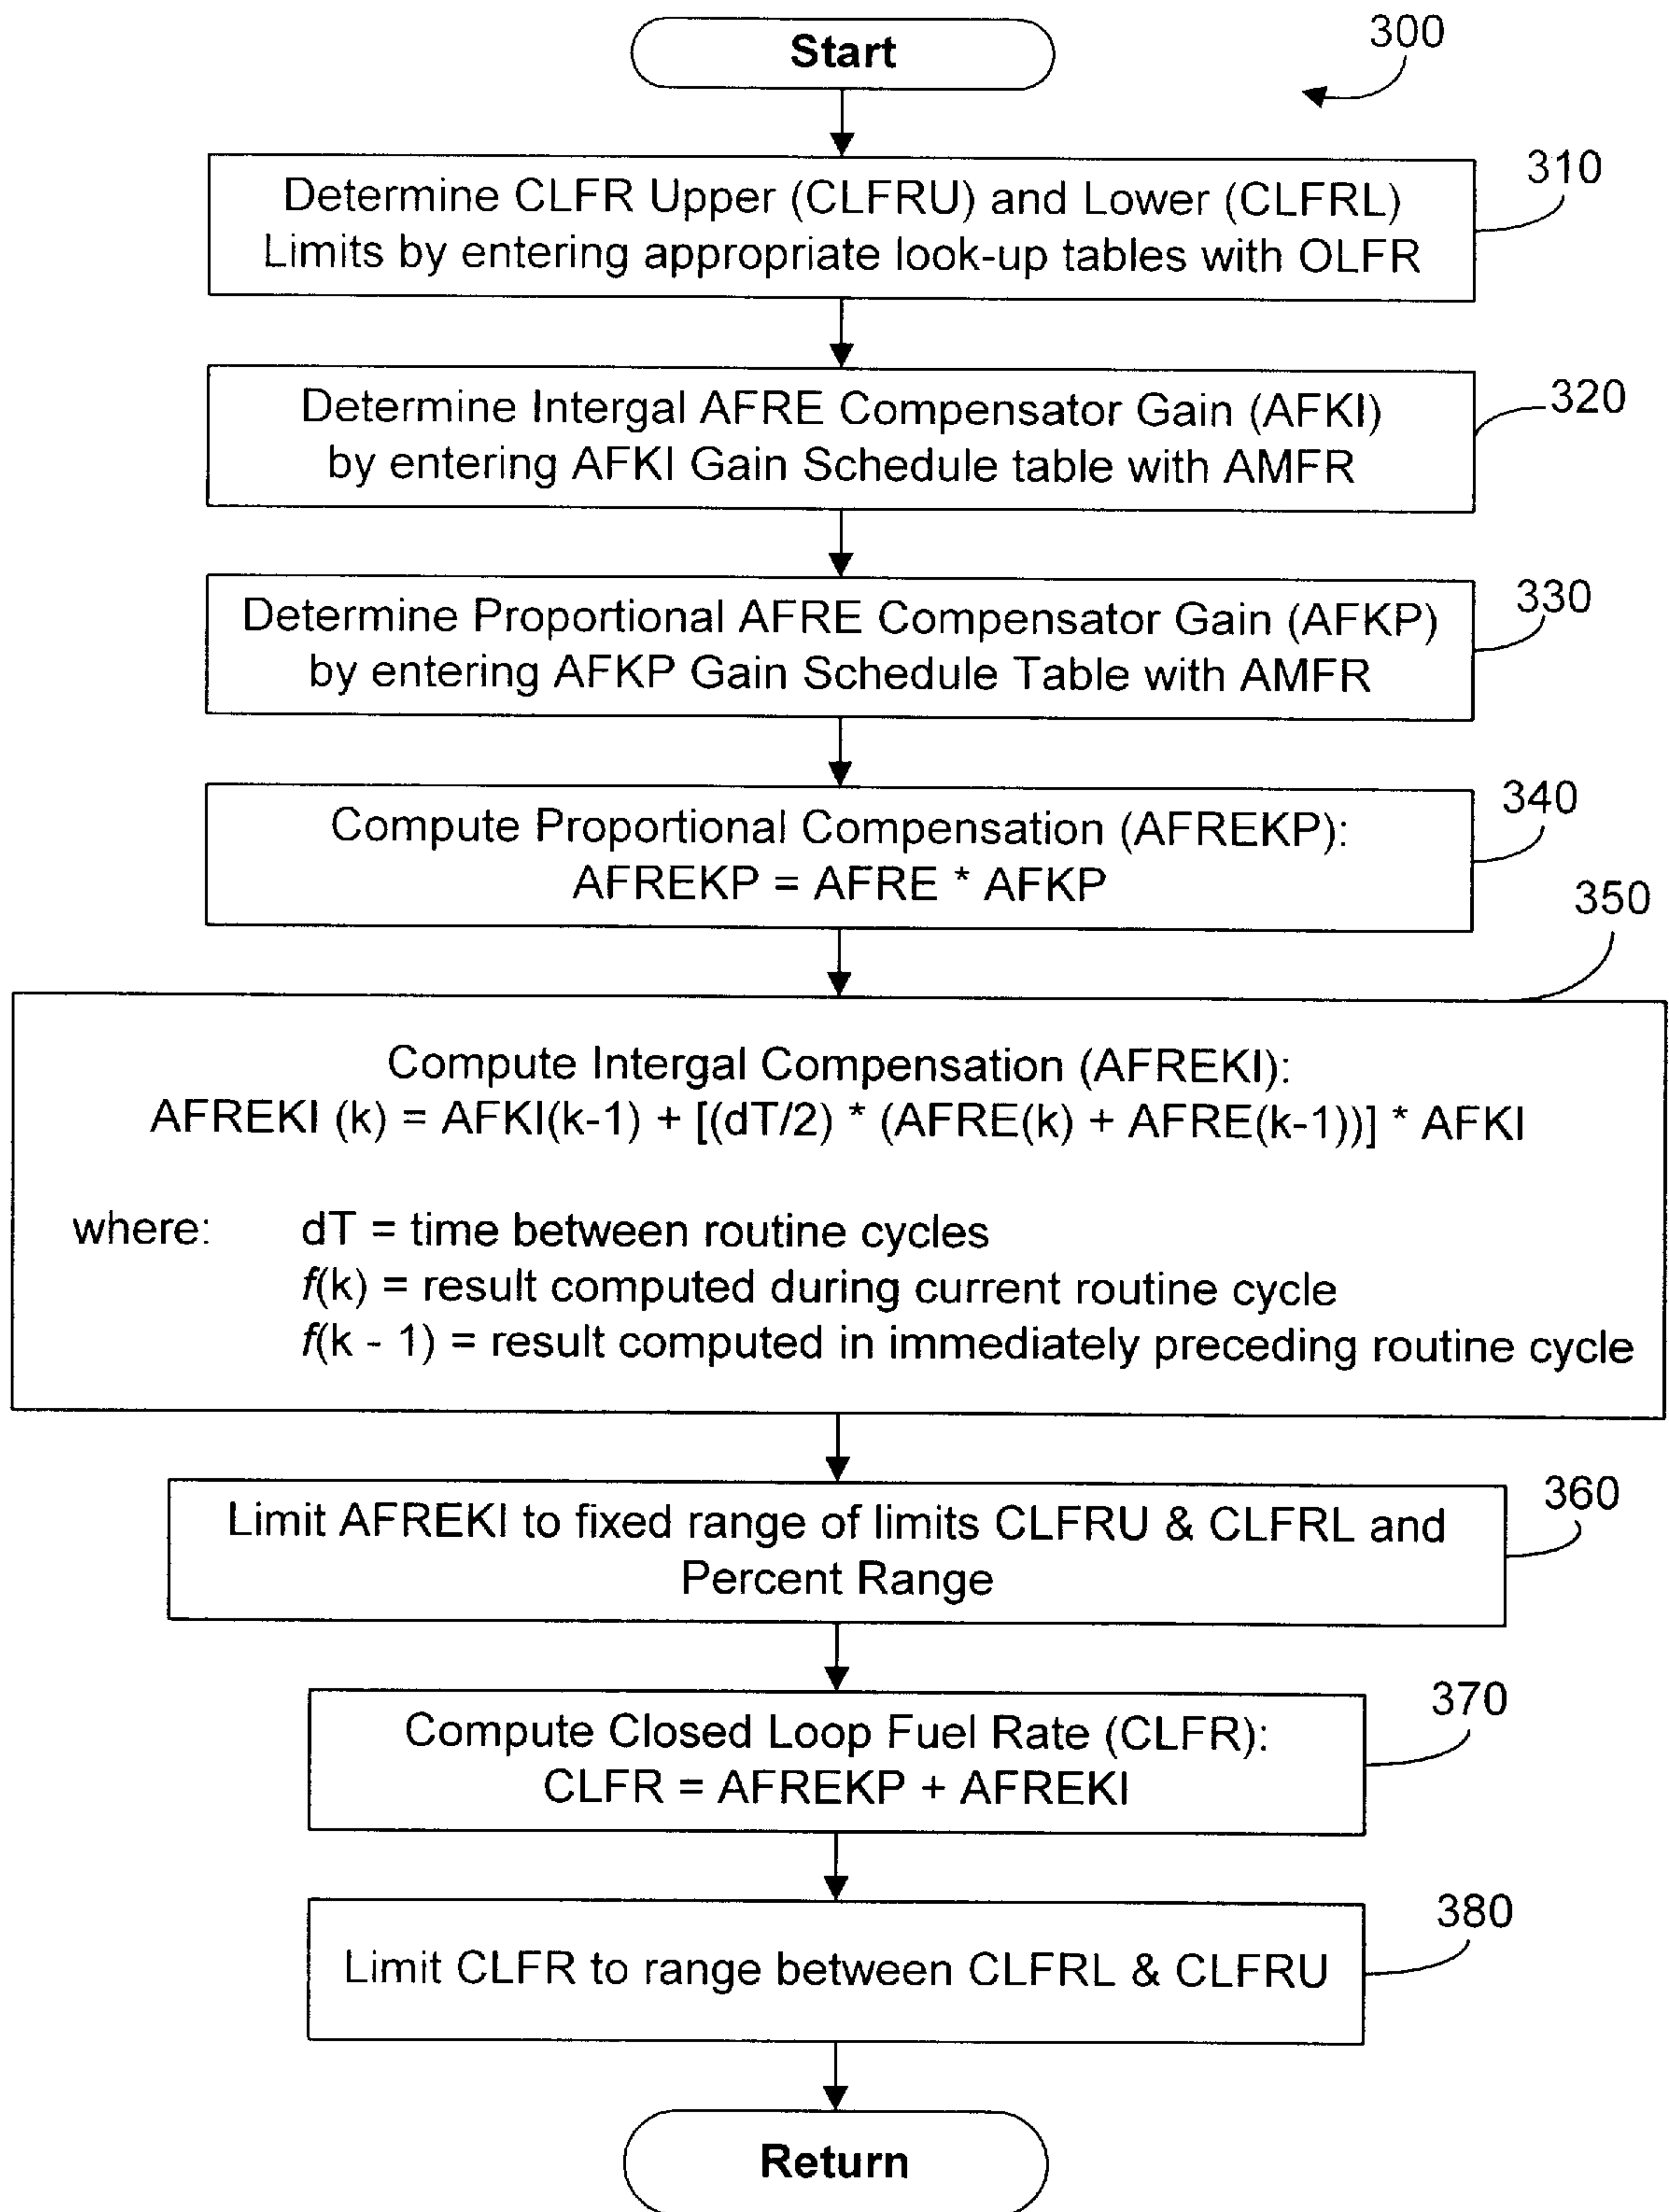 Start
300
Determine CLFR Upper (CLFRU) and Lower (CLFRL)
Limits by entering appropriate look-up tables with OLFR
310
Determine Intergal AFRE Compensator Gain (AFKI)
by entering AFKI Gain Schedule table with AMFR
320
Determine Proportional AFRE Compensator Gain (AFKP)
by entering AFKP Gain Schedule Table with AMFR
330
Compute Proportional Compensation (AFREKP):
AFREKP = AFRE * AFKP
340
350
Compute Intergal Compensation (AFREKI):
AFREKI (k) = AFKI(k-1) + [(dT/2) * (AFRE(k) + AFRE(k-1))] * AFKI
where: dT = time between routine cycles
f(k) = result computed during current routine cycle
f(k - 1) = result computed in immediately preceding routine cycle
Limit AFREKI to fixed range of limits CLFRU & CLFRL and
Percent Range
360
Compute Closed Loop Fuel Rate (CLFR):
CLFR = AFREKP + AFREKI
370
Limit CLFR to range between CLFRL & CLFRU
380
Return